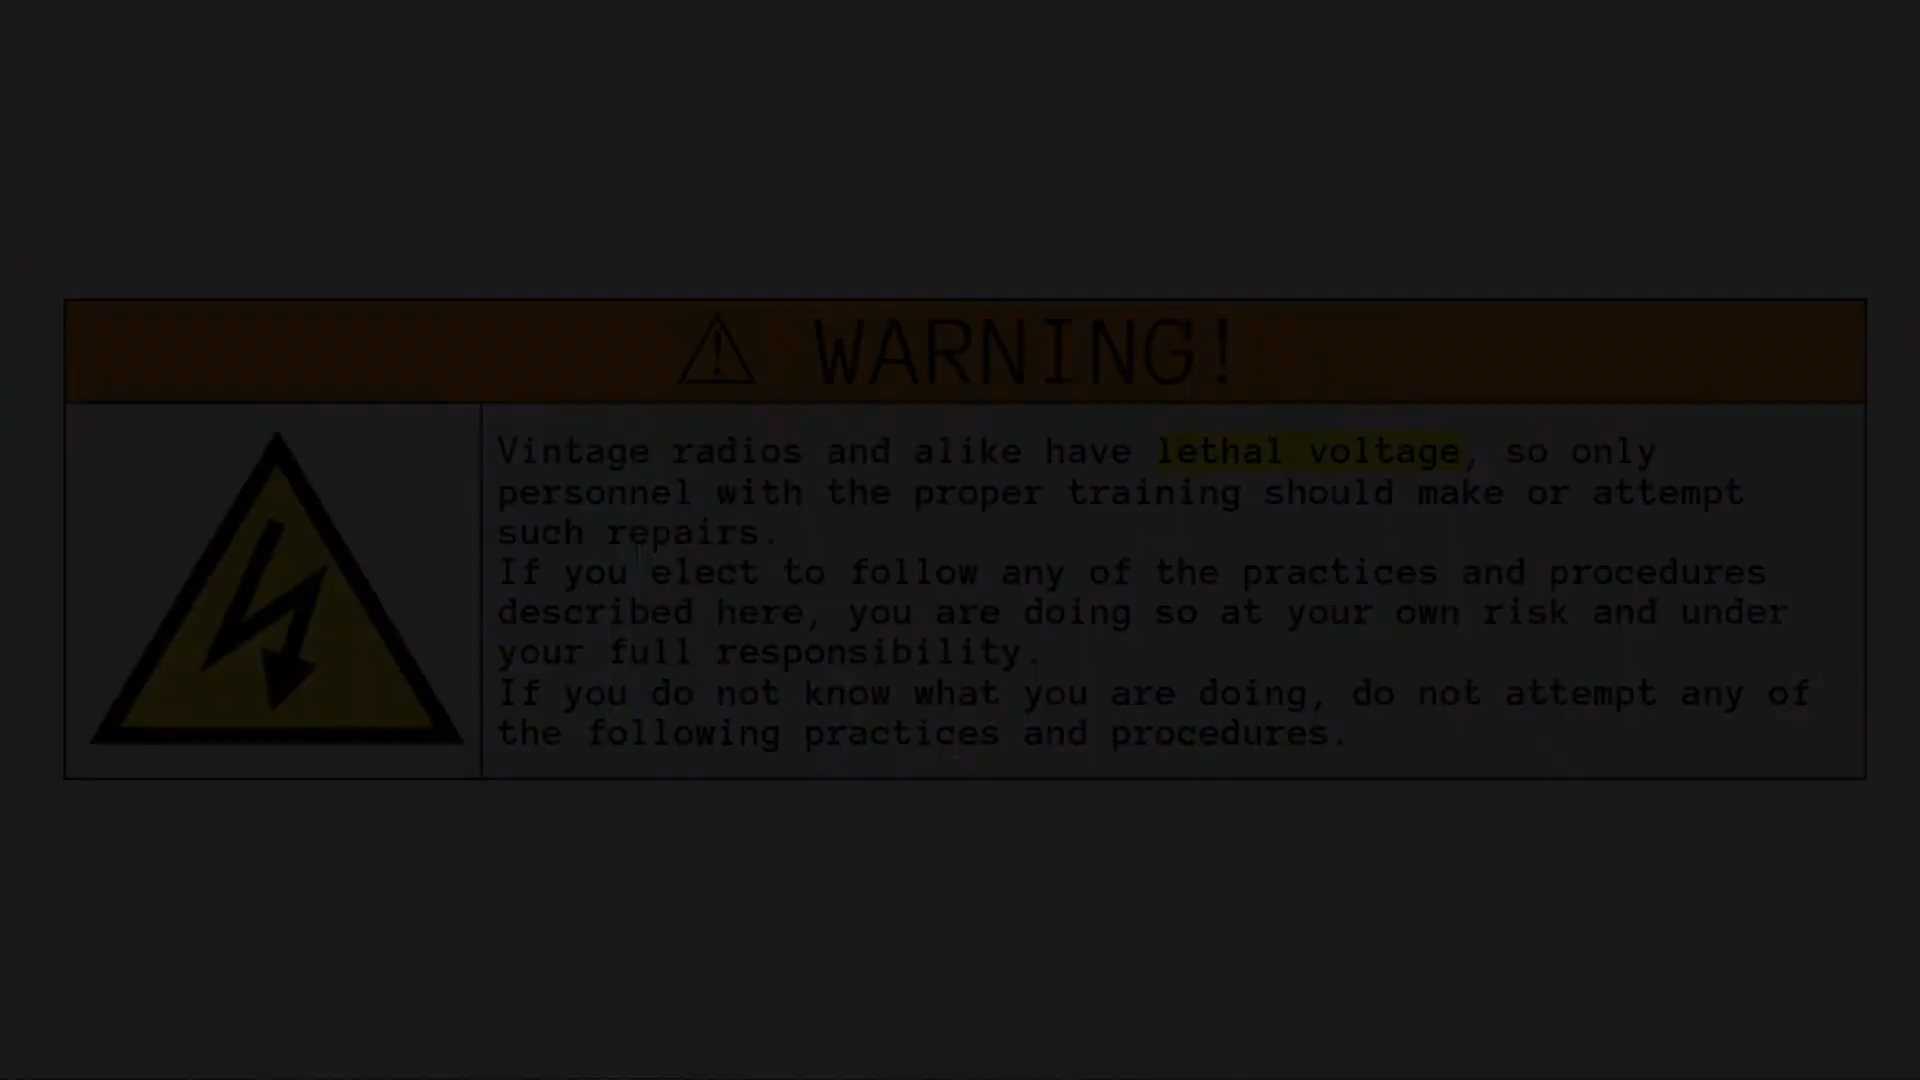 ⚠ WARNING!
Vintage radios and alike have lethal voltage, so only
personnel with the proper training should make or attempt
such repairs.
If you elect to follow any of the practices and procedures
described here, you are doing so at your own risk and under
your full responsibility.
If you do not know what you are doing, do not attempt any of
the following practices and procedures.